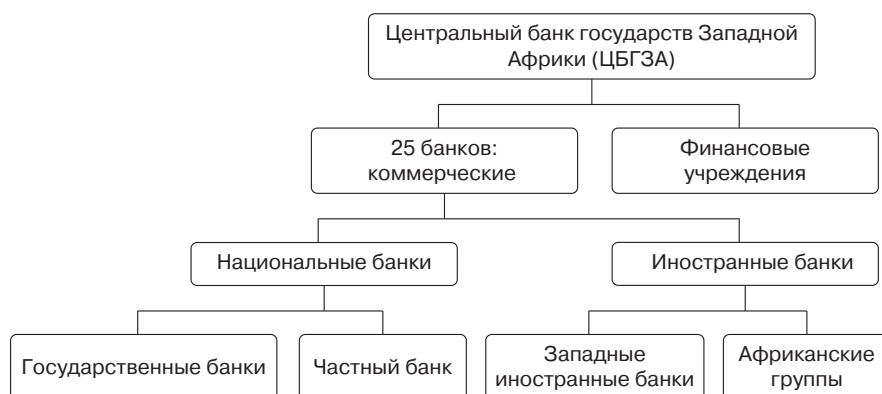 Центральный банк государств Западной
Африки (ЦБГЗА)
25 банков:
коммерческие
Финансовые
учреждения
Национальные банки
Иностранные банки
Государственные банки
Частный банк
Западные
иностранные банки
Африканские
группы